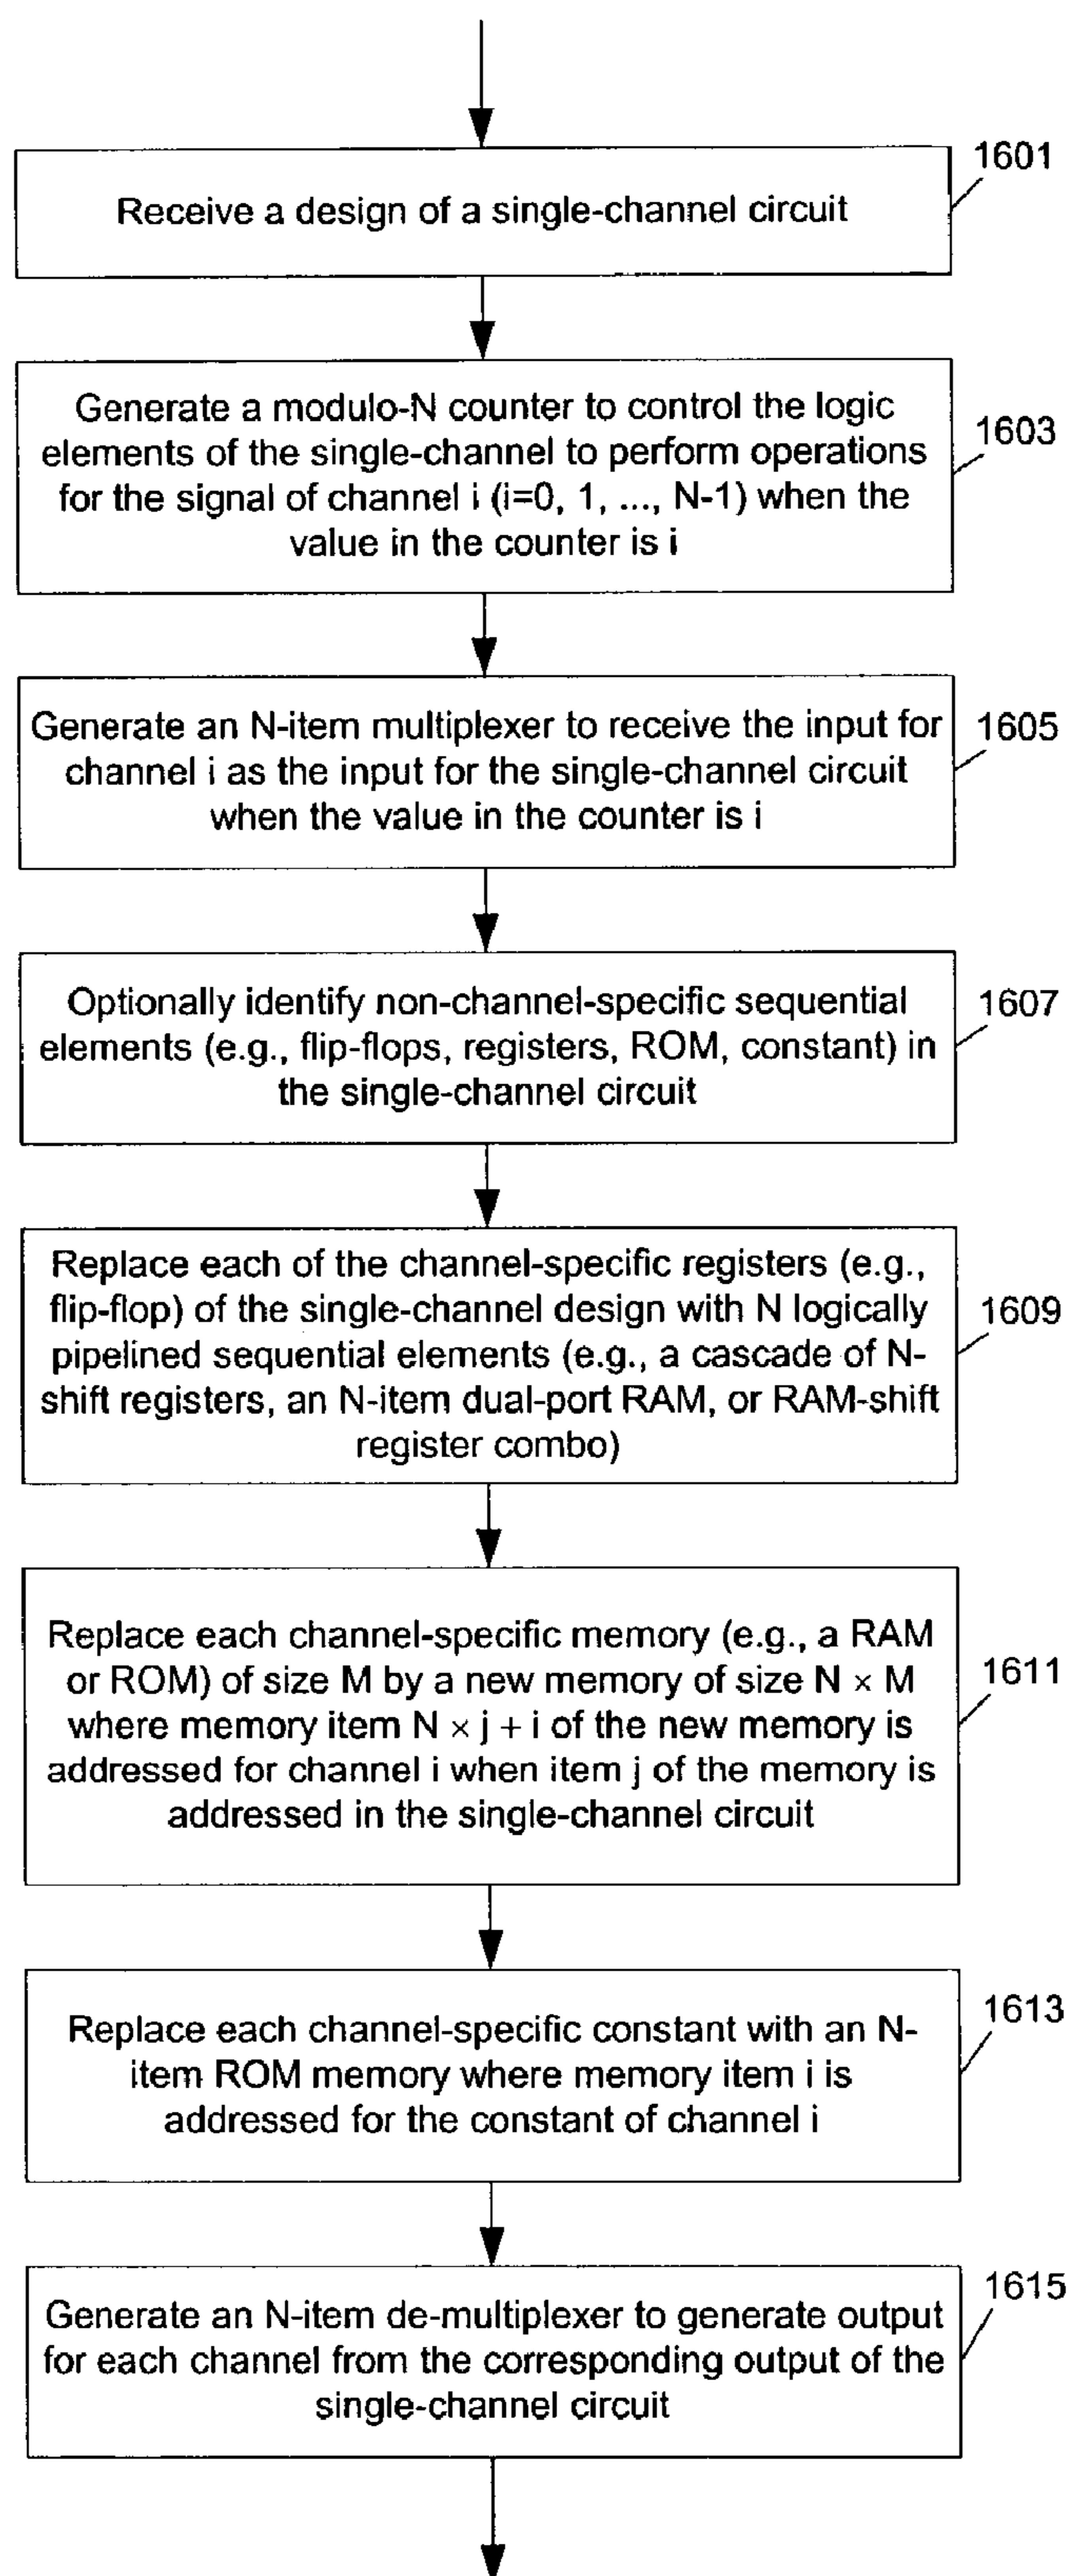 1601
Receive a design of a single-channel circuit
Generate a modulo-N counter to control the logic
elements of the single-channel to perform operations
for the signal of channel i (i=0, 1, ..., N-1) when the
value in the counter is i
1603
Generate an N-item multiplexer to receive the input for
channel i as the input for the single-channel circuit
when the value in the counter is i
1605
Optionally identify non-channel-specific sequential
elements (e.g., flip-flops, registers, ROM, constant) in
the single-channel circuit
1607
Replace each of the channel-specific registers (e.g.,
flip-flop) of the single-channel design with N logically
pipelined sequential elements (e.g., a cascade of N-
shift registers, an N-item dual-port RAM, or RAM-shift
register combo)
1609
Replace each channel-specific memory (e.g., a RAM
or ROM) of size M by a new memory of size N × M
where memory item N × j + i of the new memory is
addressed for channel i when item j of the memory is
addressed in the single-channel circuit
1611
Replace each channel-specific constant with an N-
item ROM memory where memory item i is
addressed for the constant of channel i
1613
Generate an N-item de-multiplexer to generate output
for each channel from the corresponding output of the
single-channel circuit
1615